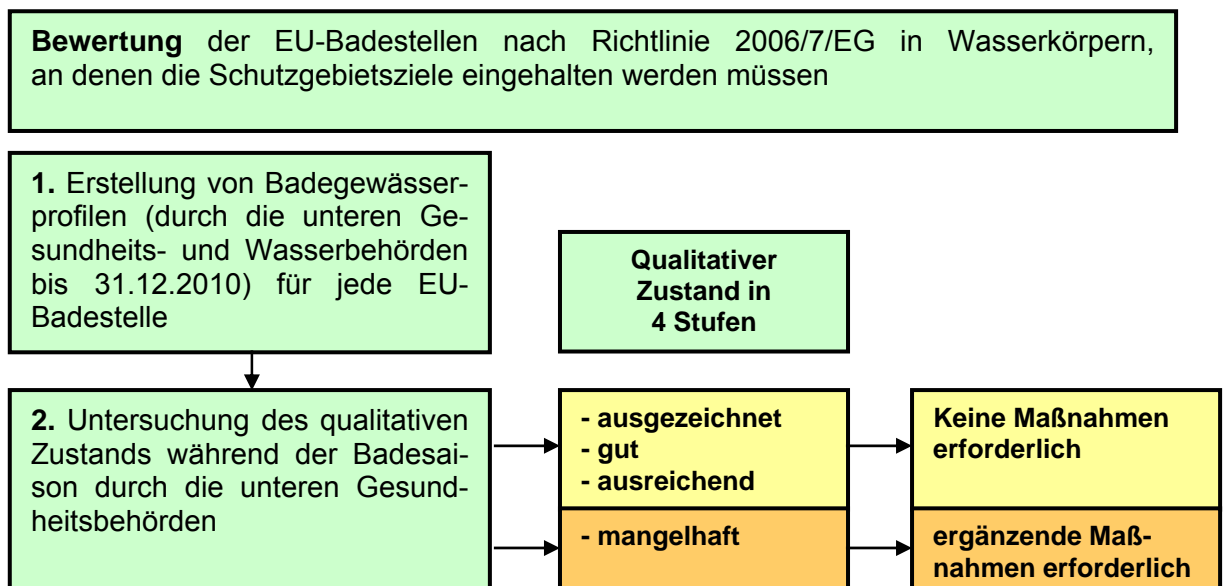 Bewertung der EU-Badestellen nach Richtlinie 2006/7/EG in Wasserkörpern,
an denen die Schutzgebietsziele eingehalten werden müssen
1. Erstellung von Badegewässer-
profilen (durch die unteren Ge-
sundheits- und Wasserbehörden
bis 31.12.2010) für jede EU-
Badestelle
Qualitativer
Zustand in
4 Stufen
2. Untersuchung des qualitativen
Zustands während der Badesai-
son durch die unteren Gesund-
heitsbehörden
- ausgezeichnet
- gut
- ausreichend
Keine Maßnahmen
erforderlich
- mangelhaft
ergänzende Maß-
nahmen erforderlich